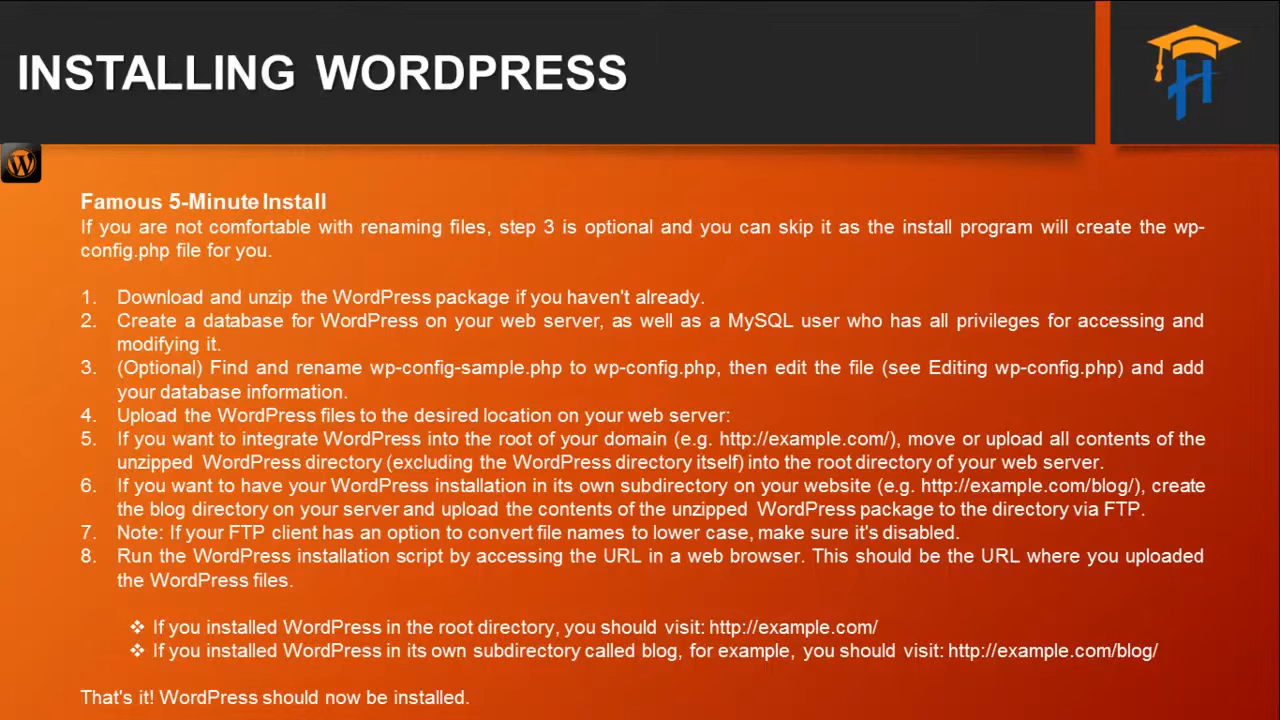 INSTALLING WORDPRESS
Famous 5-Minute Install
If you are not comfortable with renaming files, step 3 is optional and you can skip it as the install program will create the wp-
config.php file for you.
1. Download and unzip the WordPress package if you haven't already.
2. Create a database for WordPress on your web server, as well as a MySQL user who has all privileges for accessing and
modifying it.
3. (Optional) Find and rename wp-config-sample.php to wp-config.php, then edit the file (see Editing wp-config.php) and add
your database information.
4. Upload the WordPress files to the desired location on your web server:
5. If you want to integrate WordPress into the root of your domain (e.g. http://example.com/), move or upload all contents of the
unzipped WordPress directory (excluding the WordPress directory itself) into the root directory of your web server.
6. If you want to have your WordPress installation in its own subdirectory on your website (e.g. http://example.com/blog/), create
the blog directory on your server and upload the contents of the unzipped WordPress package to the directory via FTP.
7. Note: If your FTP client has an option to convert file names to lower case, make sure it's disabled.
8. Run the WordPress installation script by accessing the URL in a web browser. This should be the URL where you uploaded
the WordPress files.
❖ If you installed WordPress in the root directory, you should visit: http://example.com/
❖ If you installed WordPress in its own subdirectory called blog, for example, you should visit: http://example.com/blog/
That's it! WordPress should now be installed.